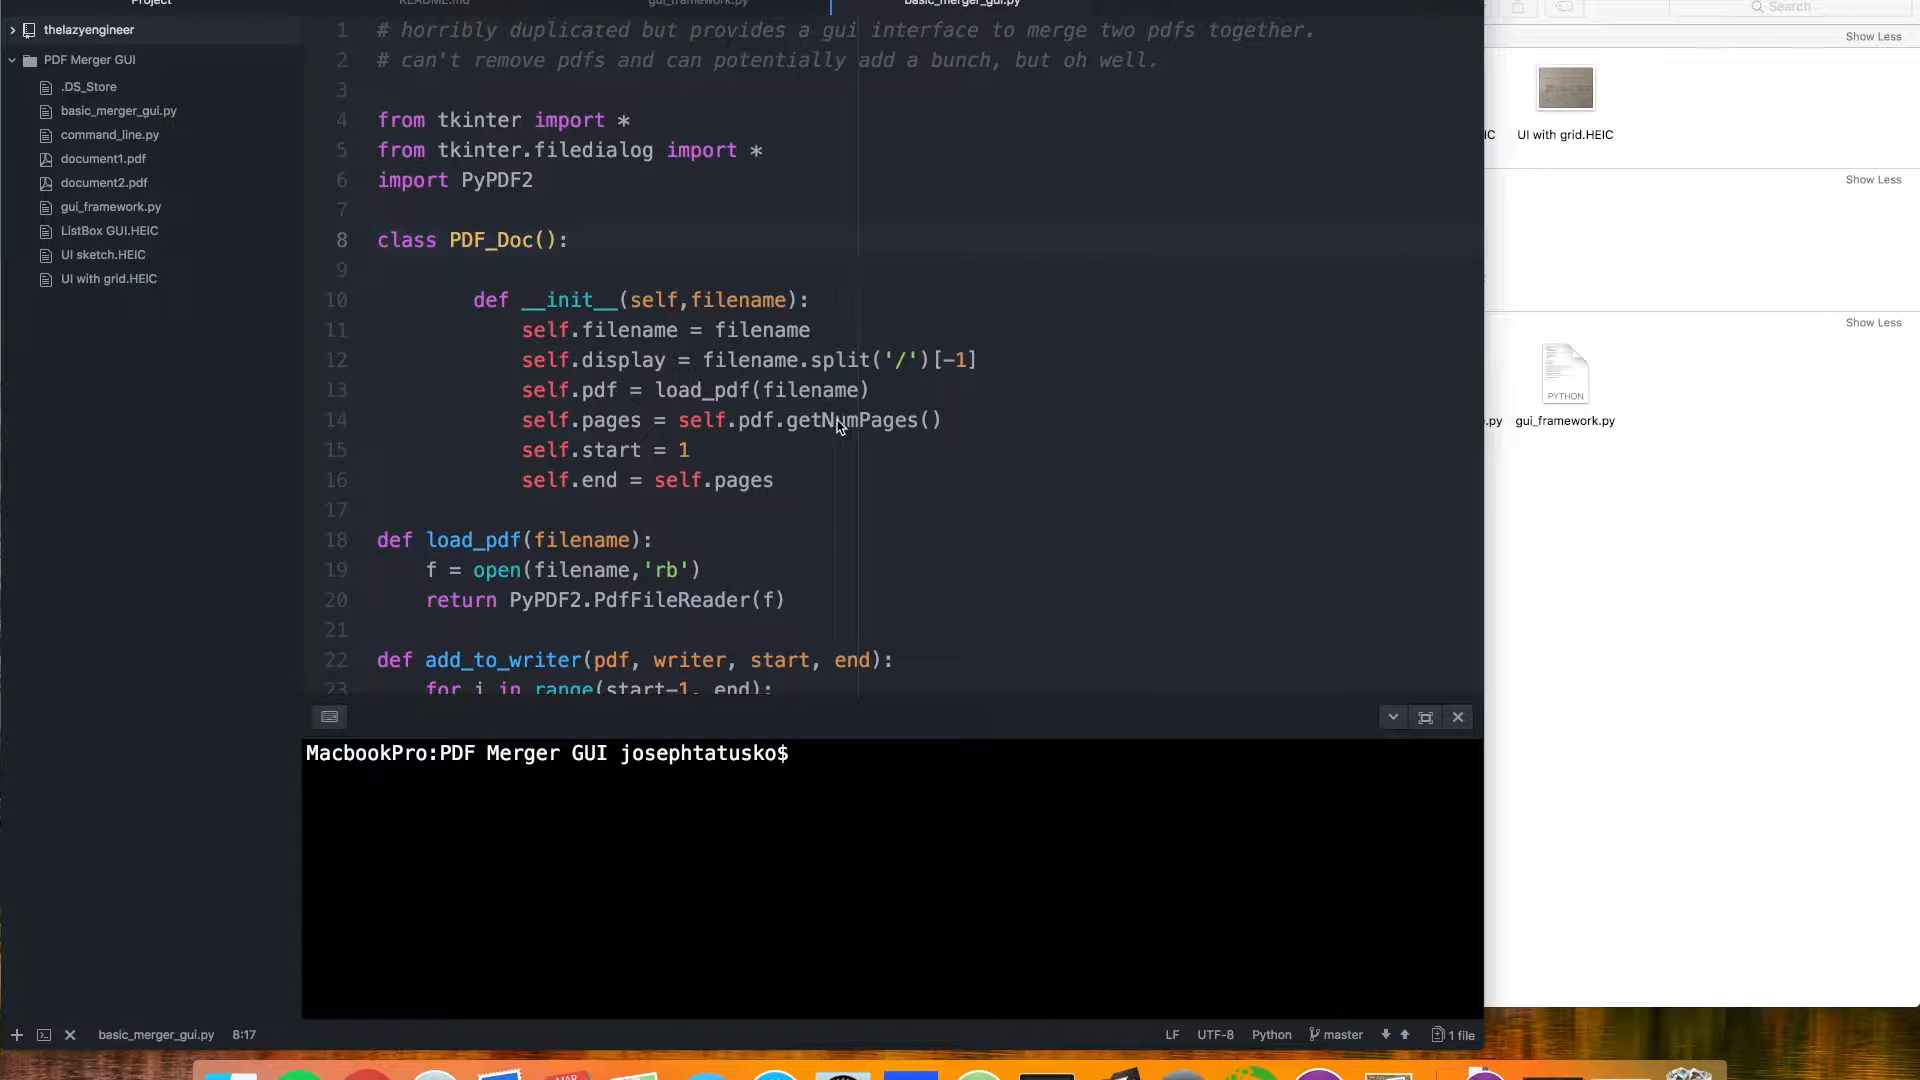 Project
README.md
gui_framework.py
basic_merger_gui.py
thelazyengineer
PDF Merger GUI
.DS_Store
basic_merger_gui.py
command_line.py
document1.pdf
document2.pdf
gui_framework.py
ListBox GUI.HEIC
UI sketch.HEIC
UI with grid.HEIC
1 # horribly duplicated but provides a gui interface to merge two pdfs together.
2 # can't remove pdfs and can potentially add a bunch, but oh well.
3
4 from tkinter import *
5 from tkinter.filedialog import *
6 import PyPDF2
7
8 class PDF_Doc():
9
10 def __init__(self,filename):
11 self.filename = filename
12 self.display = filename.split('/')[-1]
13 self.pdf = load_pdf(filename)
14 self.pages = self.pdf.getNumPages()
15 self.start = 1
16 self.end = self.pages
17
18 def load_pdf(filename):
19 f = open(filename,'rb')
20 return PyPDF2.PdfFileReader(f)
21
22 def add_to_writer(pdf, writer, start, end):
23 for i in range(start-1, end):
MacbookPro:PDF Merger GUI josephtatusko$
basic_merger_gui.py 8:17
LF UTF-8 Python master 1 file
Search
Show Less
IC
UI with grid.HEIC
Show Less
Show Less
PYTHON
.py
gui_framework.py
MAR